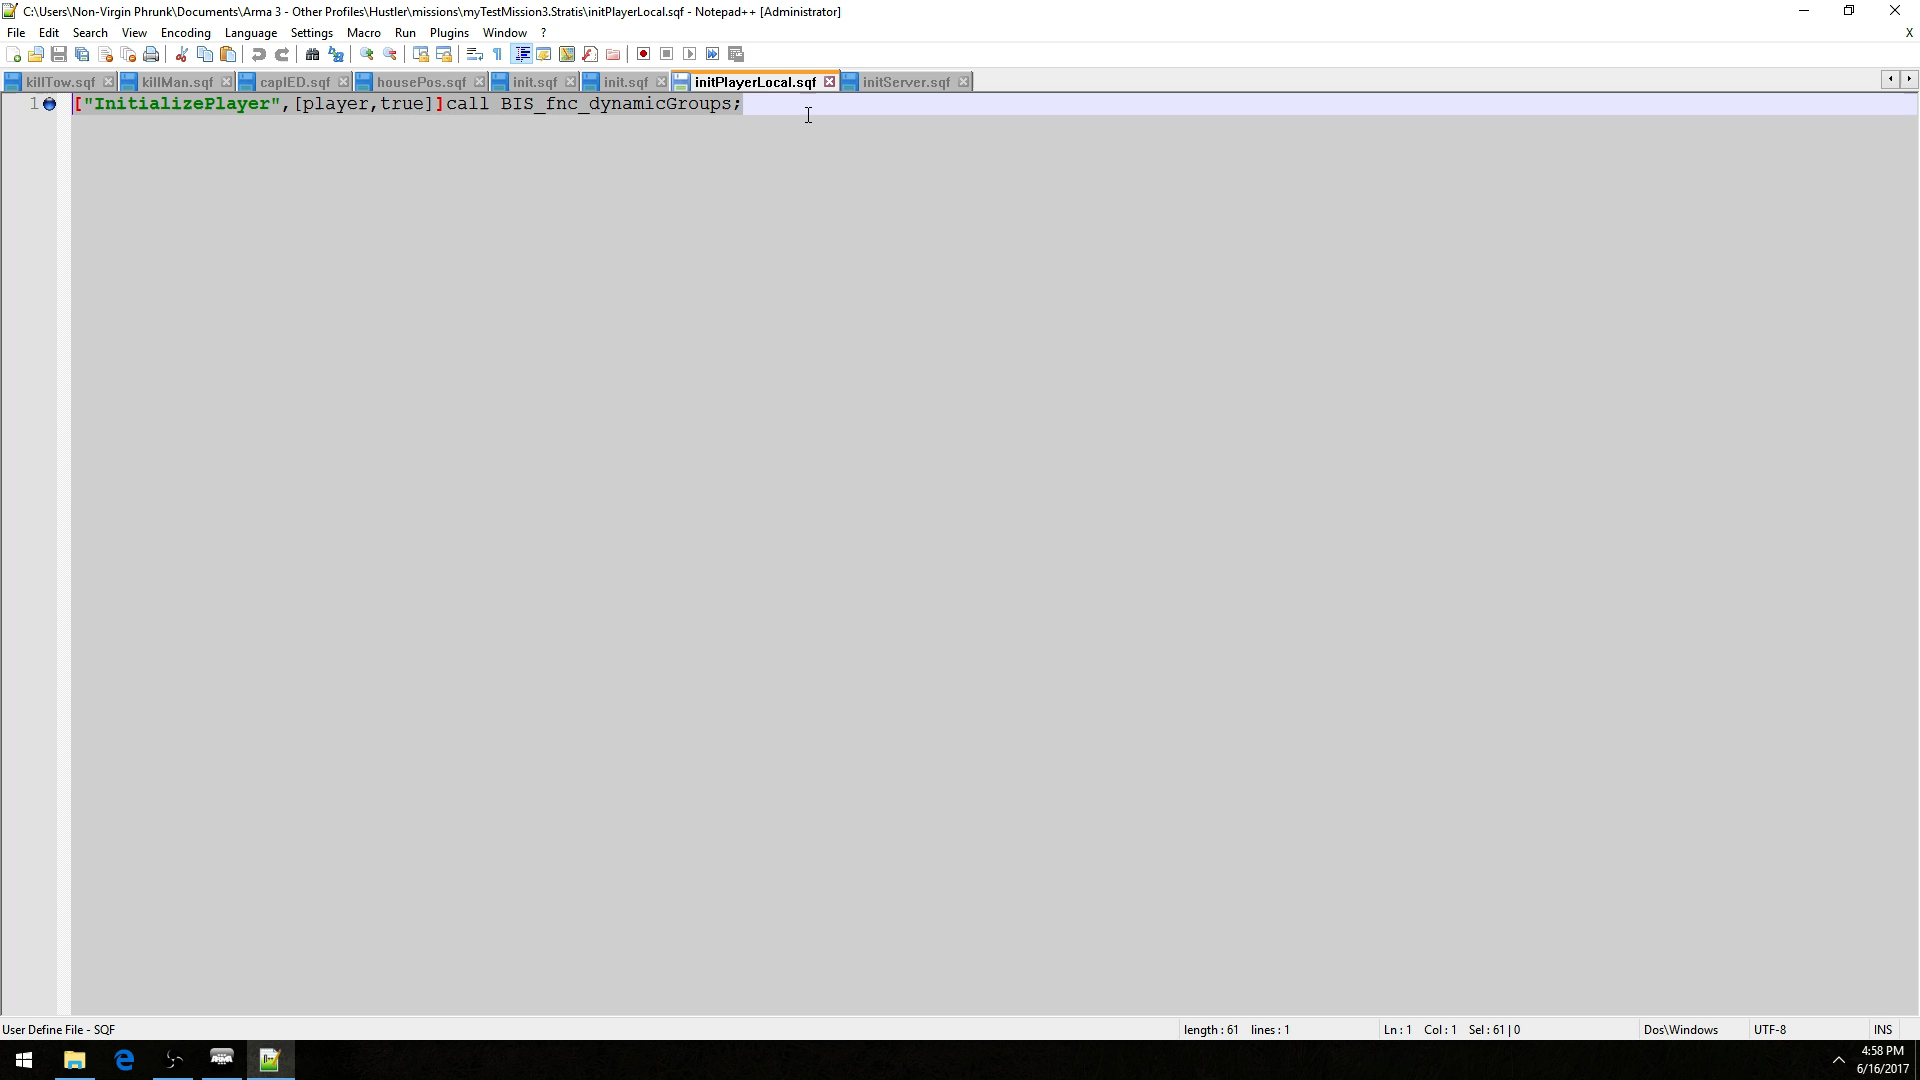 C:\Users\Non-Virgin Phrunk\Documents\Arma 3 - Other Profiles\Hustler\missions\myTestMission3.Stratis\initPlayerLocal.sqf - Notepad++ [Administrator]
File Edit Search View Encoding Language Settings Macro Run Plugins Window ? X
killTow.sqf killMan.sqf capIED.sqf housePos.sqf init.sqf init.sqf initPlayerLocal.sqf initServer.sqf
1 ["InitializePlayer",[player,true]]call BIS_fnc_dynamicGroups;
User Define File - SQF length : 61 lines : 1 Ln : 1 Col : 1 Sel : 61 | 0 Dos\Windows UTF-8 INS
4:58 PM
6/16/2017